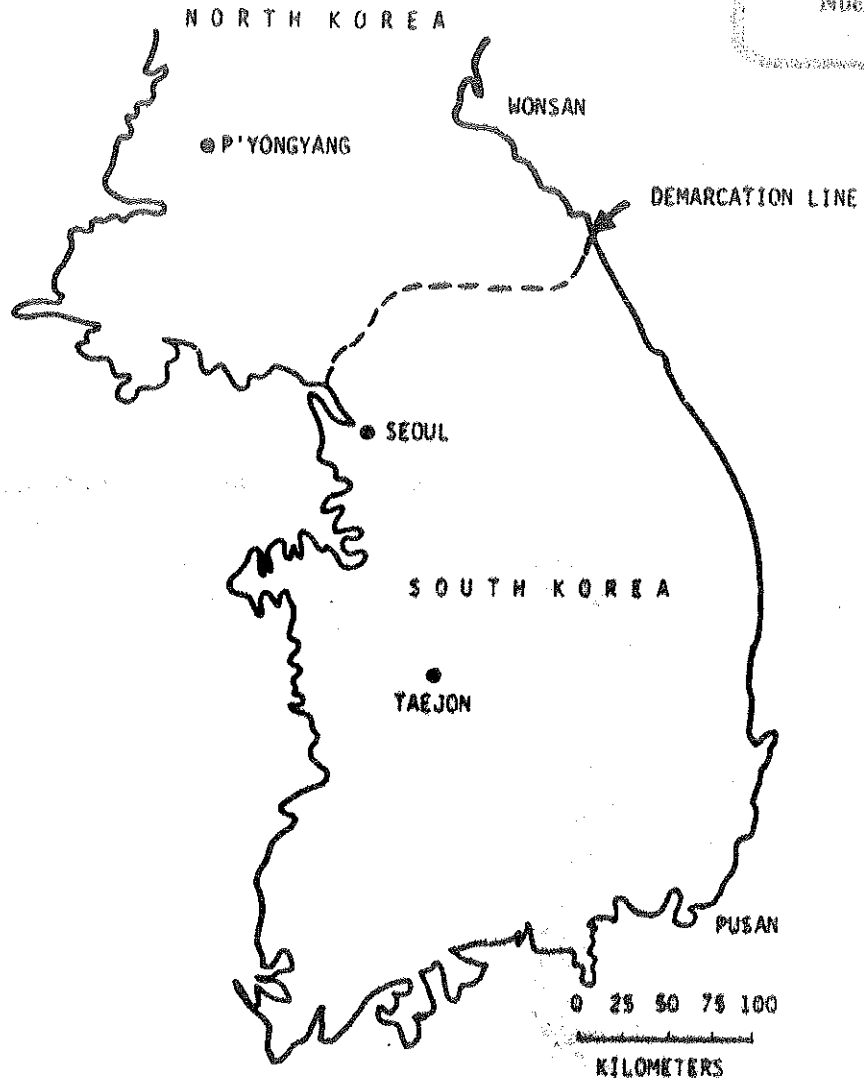 NORTH KOREA
WONSAN
P'YONGYANG
DEMARCATION LINE
SEOUL
SOUTH KOREA
TAEJON
PUSAN
0 25 50 75 100
KILOMETERS